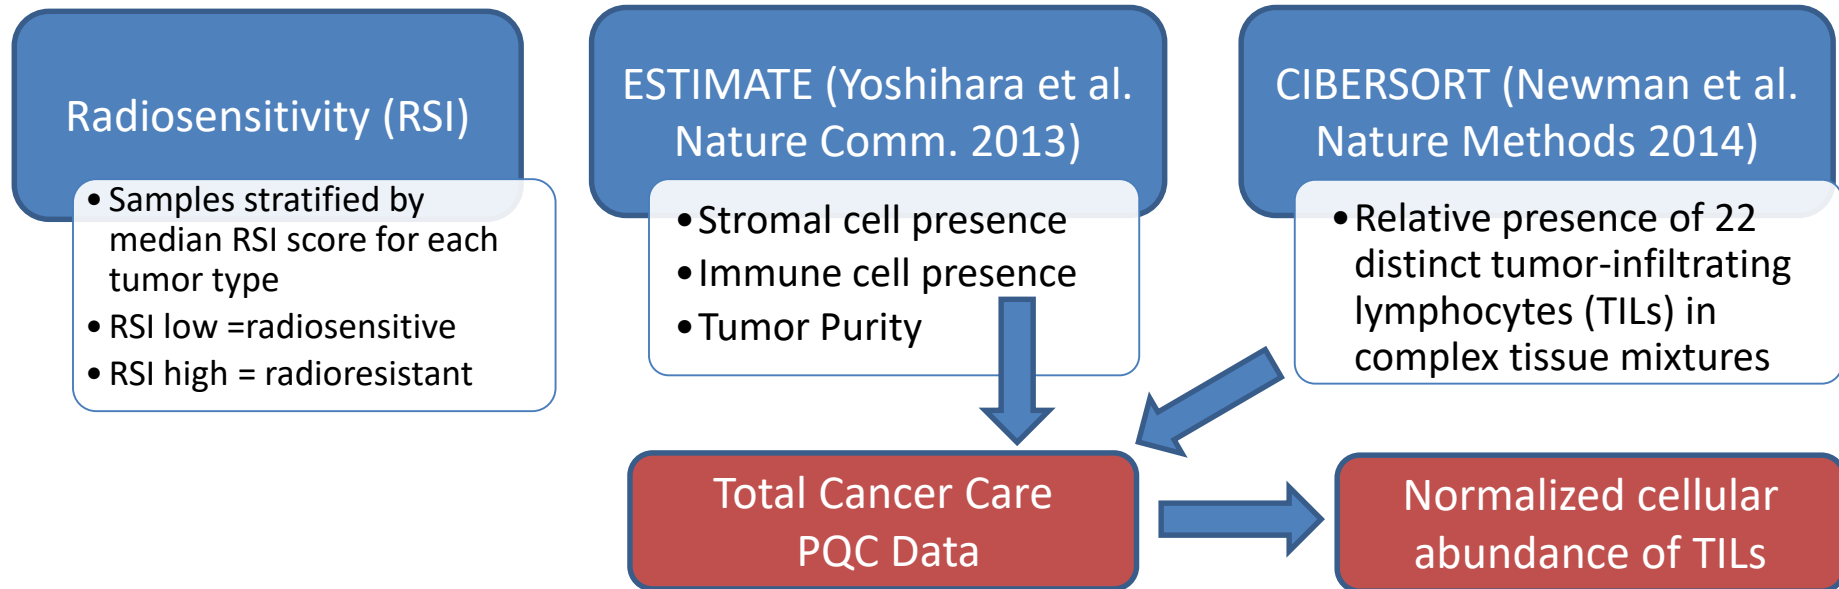 Radiosensitivity (RSI)
• Samples stratified by
median RSI score for each
tumor type
• RSI low =radiosensitive
• RSI high = radioresistant
ESTIMATE (Yoshihara et al.
Nature Comm. 2013)
• Stromal cell presence
• Immune cell presence
• Tumor Purity
CIBERSORT (Newman et al.
Nature Methods 2014)
• Relative presence of 22
distinct tumor-infiltrating
lymphocytes (TILs) in
complex tissue mixtures
Total Cancer Care
PQC Data
Normalized cellular
abundance of TILs